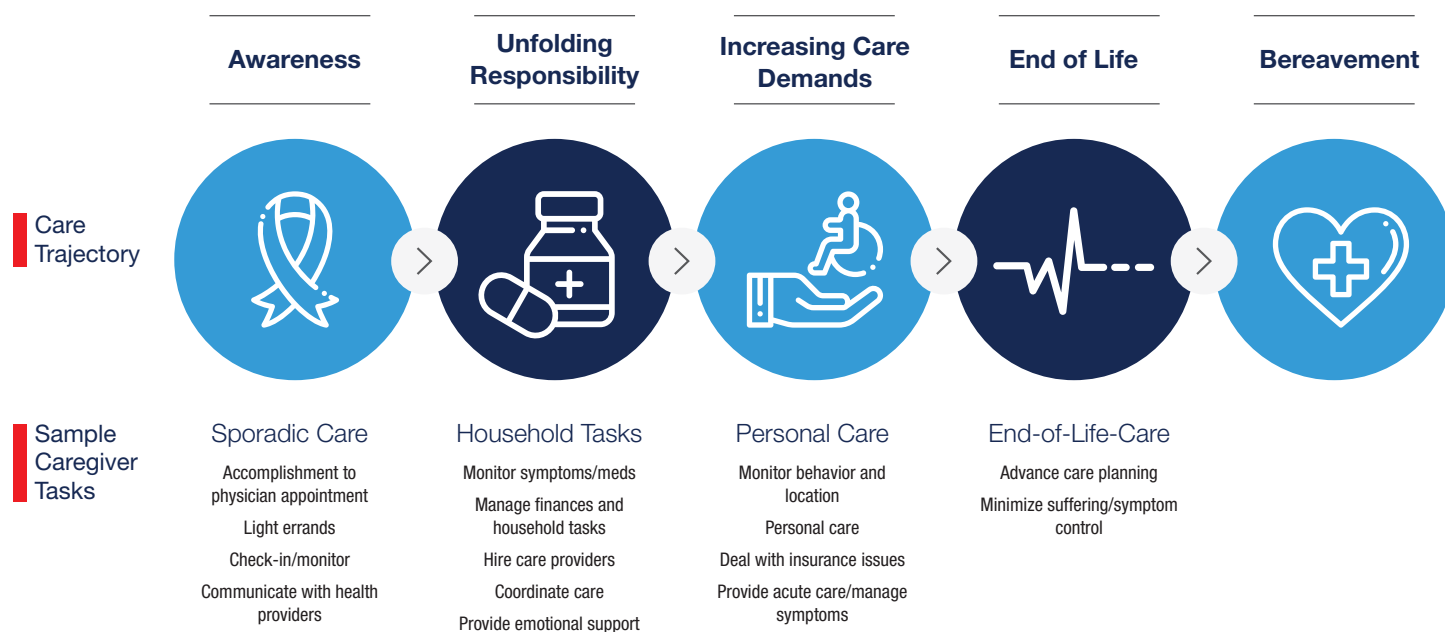 Awareness
Unfolding
Responsibility
Increasing Care
Demands
End of Life
Bereavement
Care
Trajectory
Sample
Caregiver
Tasks
Sporadic Care
Accomplishment to
physician appointment
Light errands
Check-in/monitor
Communicate with health
providers
Household Tasks
Monitor symptoms/meds
Manage finances and
household tasks
Hire care providers
Coordinate care
Provide emotional support
Personal Care
Monitor behavior and
location
Personal care
Deal with insurance issues
Provide acute care/manage
symptoms
End-of-Life-Care
Advance care planning
Minimize suffering/symptom
control